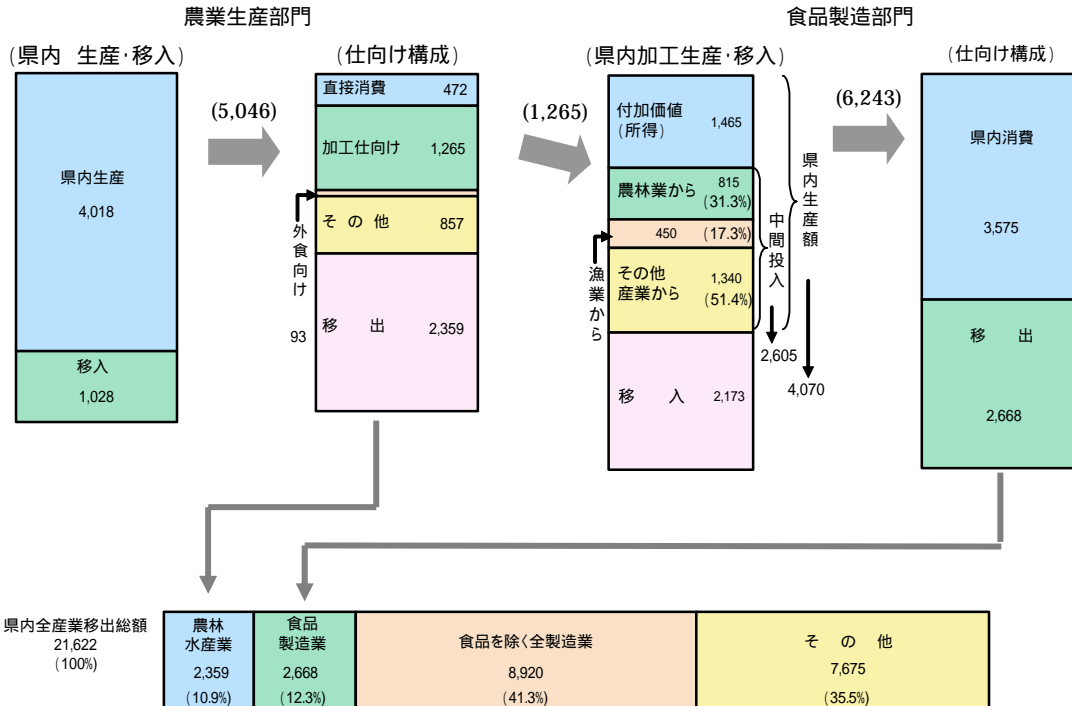 農業生産部門
食品製造部門
(県内 生産･移入)
(仕向け構成)
(県内加工生産･移入)
(仕向け構成)
県内生産
4,018
移入
1,028
(5,046)
直接消費 472
加工仕向け 1,265
その他 857
移出 2,359
外食向け
93
(1,265)
付加価値
(所得) 1,465
農林業から 815
(31.3%)
450 (17.3%)
その他
産業から 1,340
(51.4%)
移入 2,173
漁業から
中間投入
2,605
県内生産額
4,070
(6,243)
県内消費
3,575
移出
2,668
県内全産業移出総額
21,622
(100%)
農林
水産業
2,359
(10.9%)
食品
製造業
2,668
(12.3%)
食品を除く全製造業
8,920
(41.3%)
その他
7,675
(35.5%)